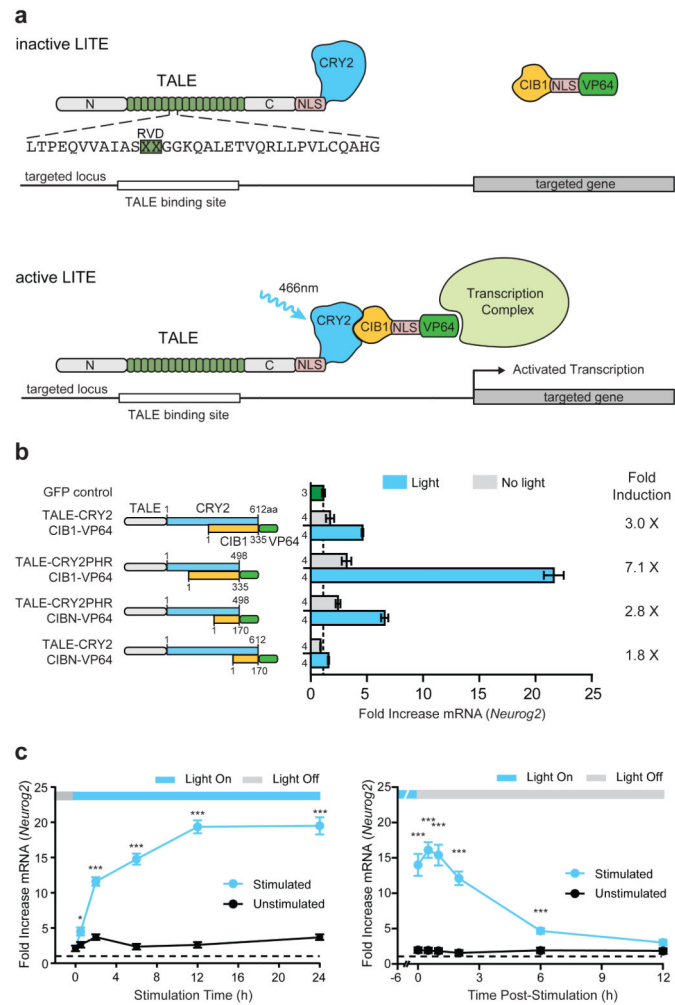 a
inactive LITE
CRY2
TALE
CIB1
NLS
VP64
N
C
NLS
RVD
LTPEQVVAIASXXGGKQALETVQRLLPVLCQAHG
targeted locus
targeted gene
TALE binding site
active LITE
466nm
Transcription
Complex
CRY2
CIB1
NLS
VP64
TALE
N
C
NLS
Activated Transcription
targeted locus
targeted gene
TALE binding site
b
Light
No light
Fold
Induction
GFP control
3
TALE-CRY2
CIB1-VP64
TALE
1
CRY2
612aa
1
CIB1
335
VP64
4
4
3.0 X
TALE-CRY2PHR
CIB1-VP64
1
498
1
335
4
4
7.1 X
TALE-CRY2PHR
CIBN-VP64
1
498
1
170
4
4
2.8 X
TALE-CRY2
CIBN-VP64
1
612
1
170
4
4
1.8 X
0 5 10 15 20 25
Fold Increase mRNA (Neurog2)
c
Light On
Light Off
Fold Increase mRNA (Neurog2)
25
20
15
10
5
0
*
***
***
***
***
Stimulated
Unstimulated
0 4 8 12 16 20 24
Stimulation Time (h)
Light On
Light Off
Fold Increase mRNA (Neurog2)
25
20
15
10
5
0
***
***
***
***
***
Stimulated
Unstimulated
-6 0 3 6 9 12
Time Post-Stimulation (h)